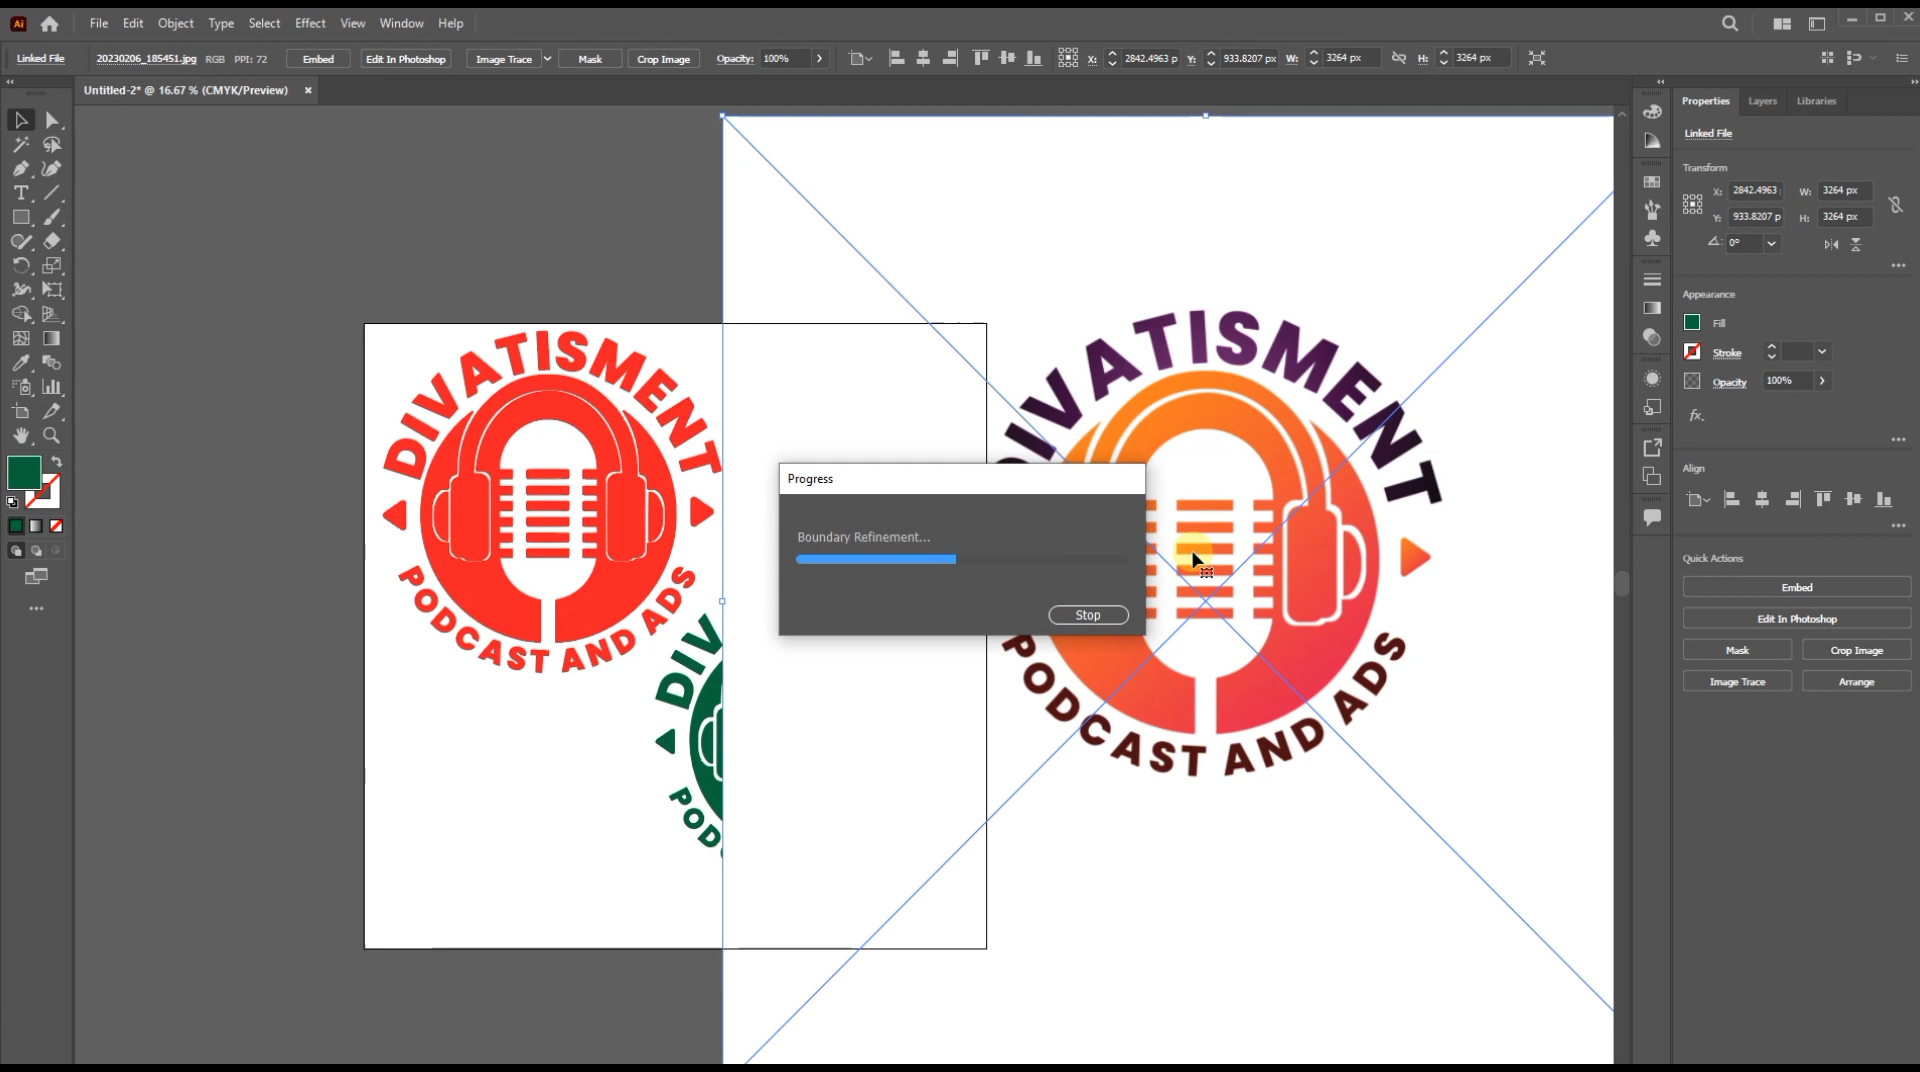 Ai File Edit Object Type Select Effect View Window Help
Linked File 20230206_185451.jpg RGB PPI: 72 Embed Edit In Photoshop Image Trace Mask Crop Image Opacity: 100% X: 2842.4963 p Y: 933.8207 px W: 3264 px H: 3264 px
Untitled-2* @ 16.67 % (CMYK/Preview)
Properties Layers Libraries
Linked File
Transform
X: 2842.4963 W: 3264 px
Y: 933.8207 p H: 3264 px
0°
Appearance
Fill
Stroke
Opacity 100%
fx.
Align
Quick Actions
Embed
Edit In Photoshop
Mask Crop Image
Image Trace Arrange
DIVATISMENT
PODCAST AND ADS
DIV
POD
DIVATISMENT
PODCAST AND ADS
Progress
Boundary Refinement...
Stop